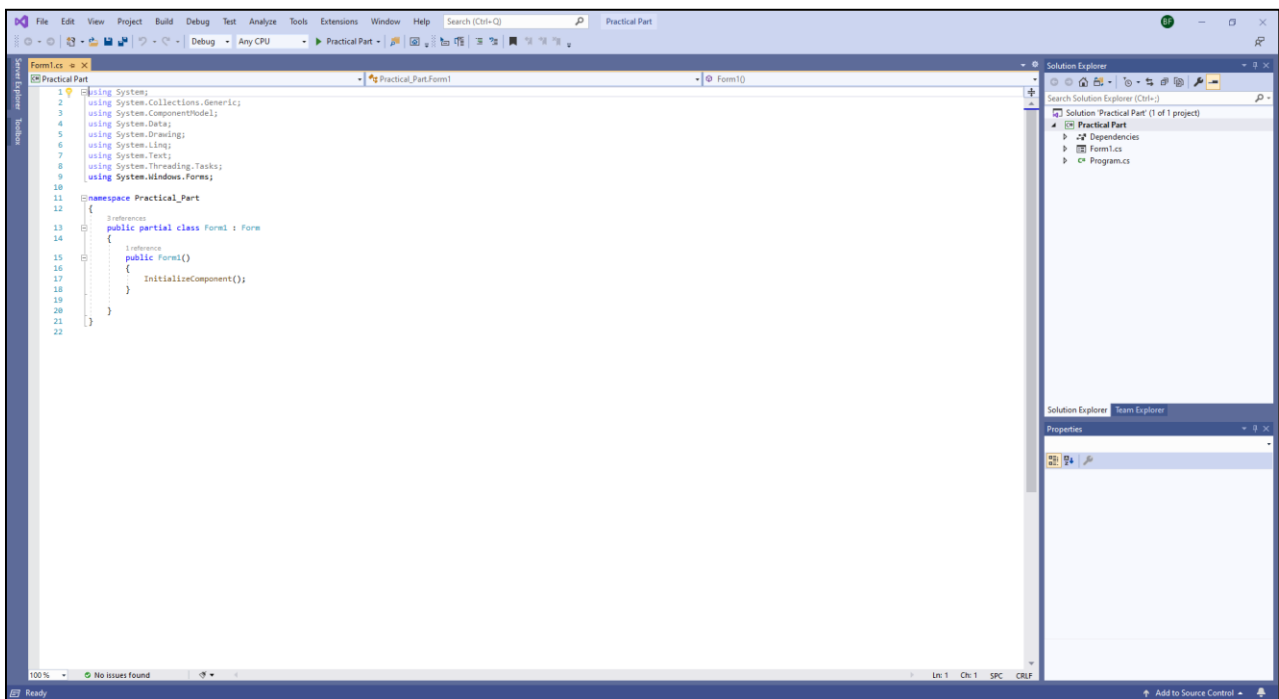 File Edit View Project Build Debug Test Analyze Tools Extensions Window Help Search (Ctrl+Q) Practical Part BF
Debug Any CPU Practical Part
Server Explorer
Toolbox
Form1.cs
Practical Part Practical_Part.Form1 Form1()
1 using System;
2 using System.Collections.Generic;
3 using System.ComponentModel;
4 using System.Data;
5 using System.Drawing;
6 using System.Linq;
7 using System.Text;
8 using System.Threading.Tasks;
9 using System.Windows.Forms;
10
11 namespace Practical_Part
12 {
3 references
13 public partial class Form1 : Form
14 {
1 reference
15 public Form1()
16 {
17 InitializeComponent();
18 }
19
20 }
21 }
22
100 % No issues found Ln: 1 Ch: 1 SPC CRLF
Solution Explorer
Search Solution Explorer (Ctrl+;)
Solution 'Practical Part' (1 of 1 project)
C# Practical Part
Dependencies
Form1.cs
C# Program.cs
Solution Explorer Team Explorer
Properties
Ready Add to Source Control